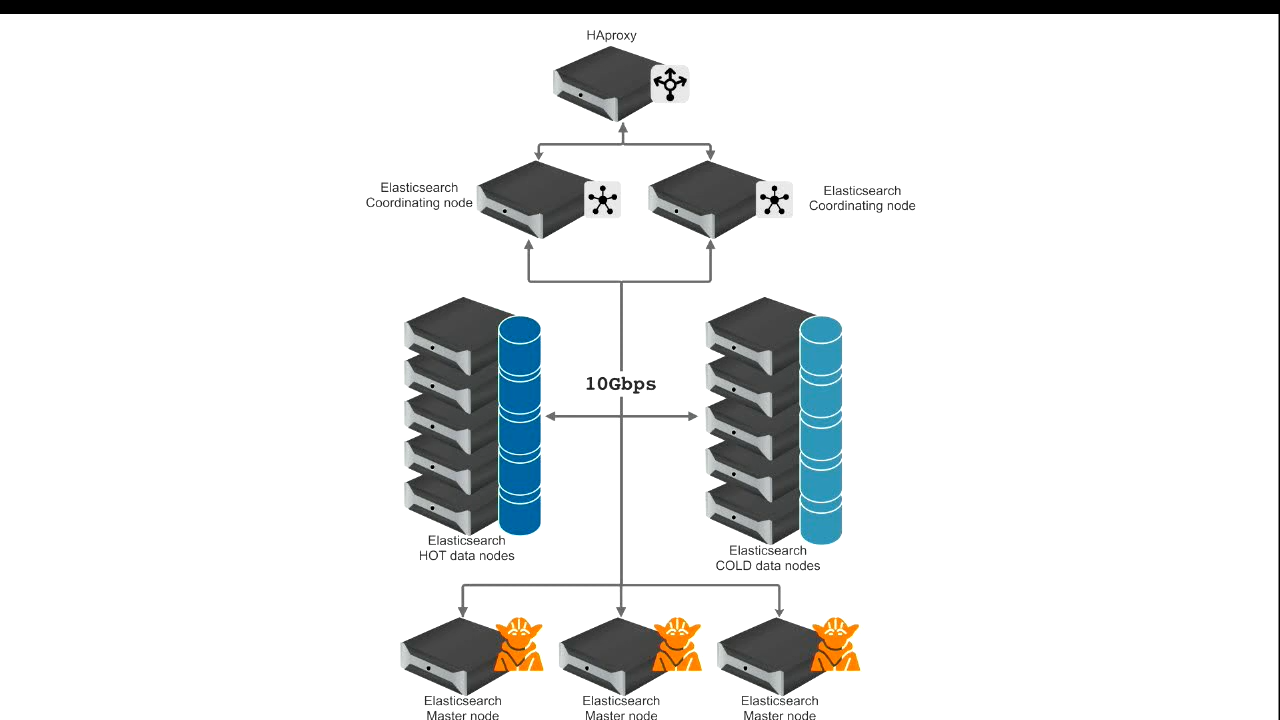 HAproxy
Elasticsearch
Coordinating node
Elasticsearch
Coordinating node
10Gbps
Elasticsearch
HOT data nodes
Elasticsearch
COLD data nodes
Elasticsearch
Master node
Elasticsearch
Master node
Elasticsearch
Master node